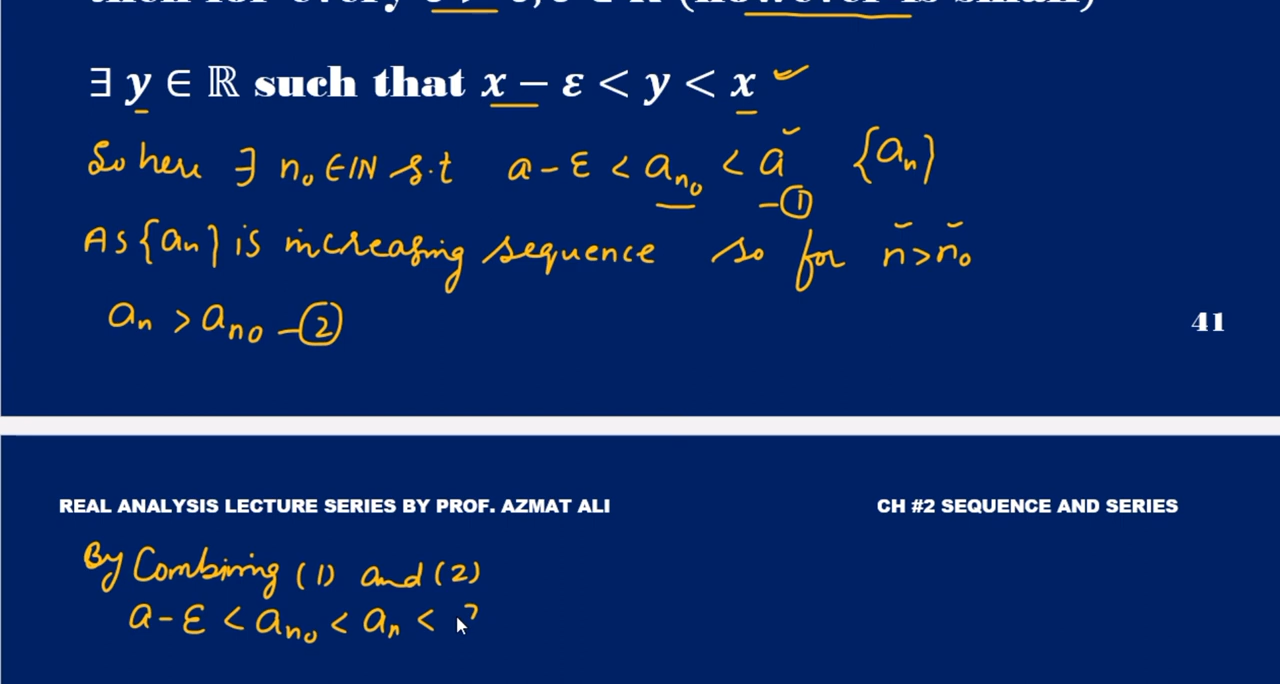 ∃ y ∈ ℝ such that x − ε < y < x ✓
So here ∃ n₀ ∈ IN s.t a - ε < aₙ₀ < a {aₙ}
-①
As {aₙ} is increasing sequence so for n > n₀
aₙ > aₙ₀ -②
41
REAL ANALYSIS LECTURE SERIES BY PROF. AZMAT ALI CH #2 SEQUENCE AND SERIES
By Combining (1) and (2)
a - ε < aₙ₀ < aₙ <